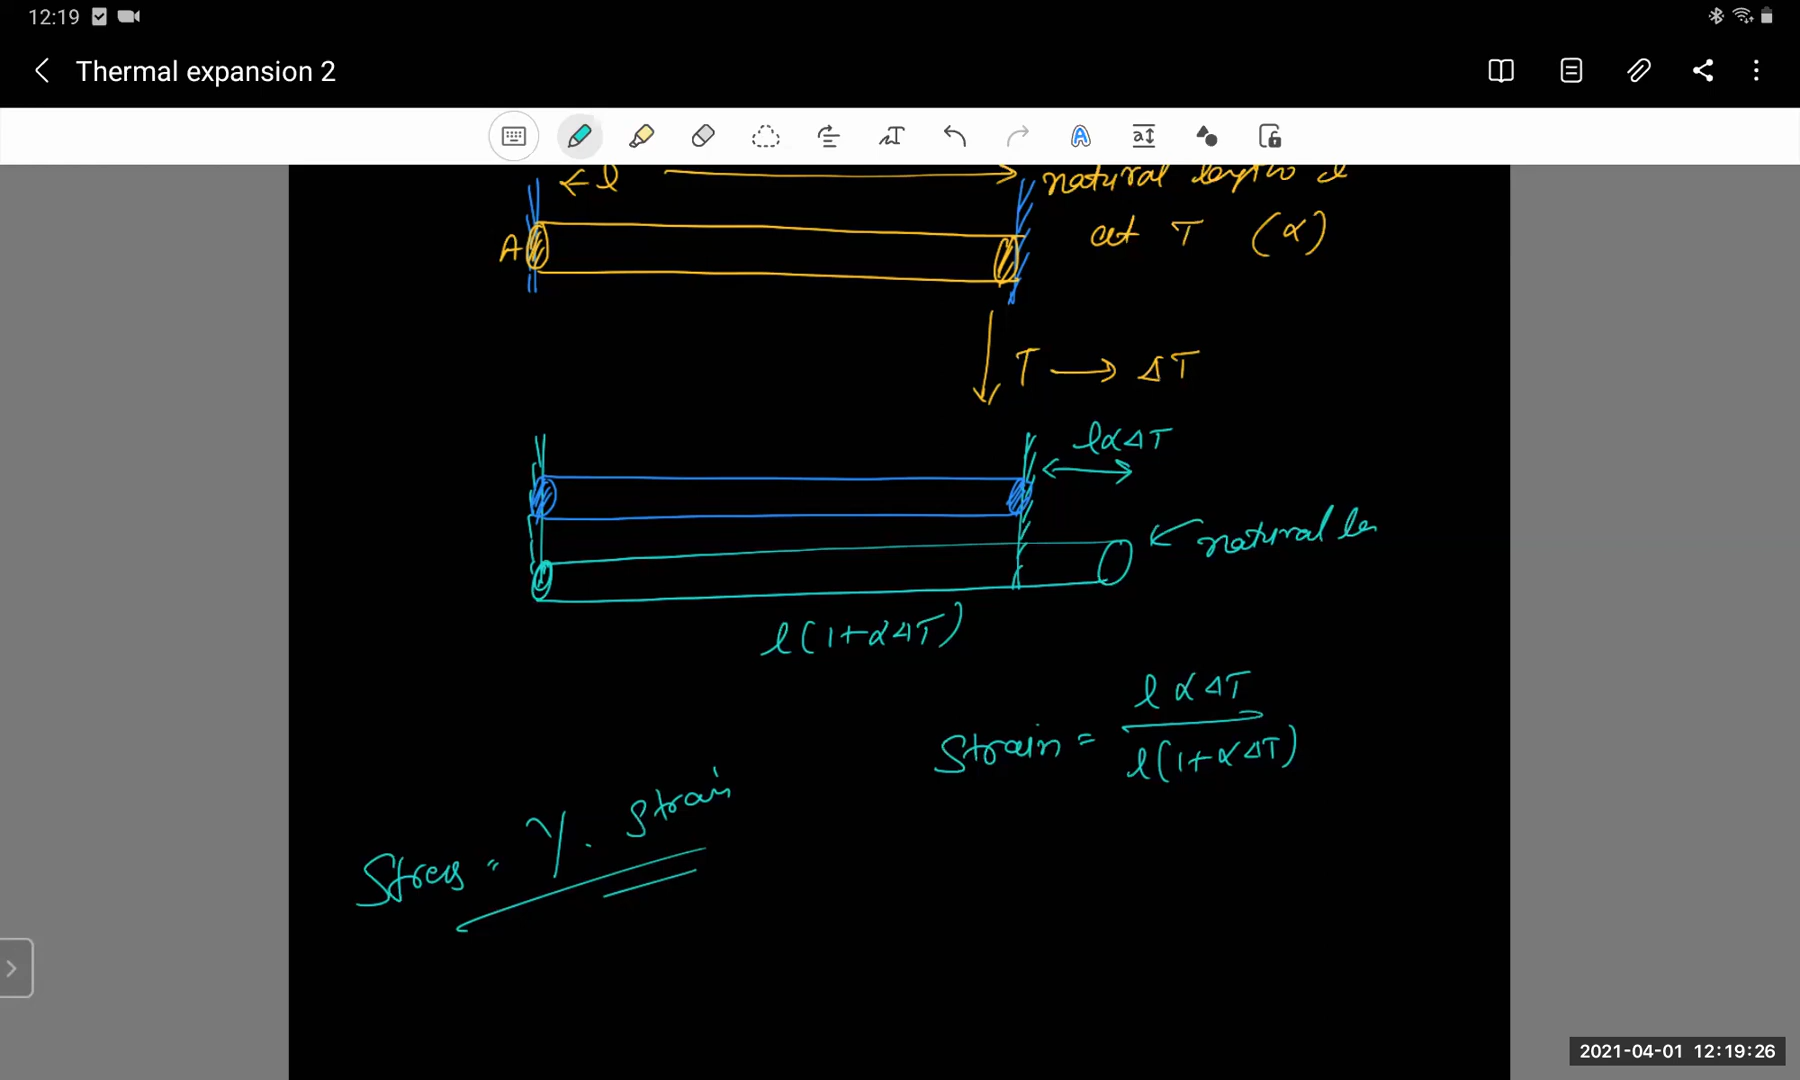 12:19
Thermal expansion 2
← l → natural length l
A at T (α)
T → ΔT
lαΔT
← natural le
l(1+αΔT)
Strain = lαΔT / l(1+αΔT)
Stress = Y. Strain
2021-04-01 12:19:26